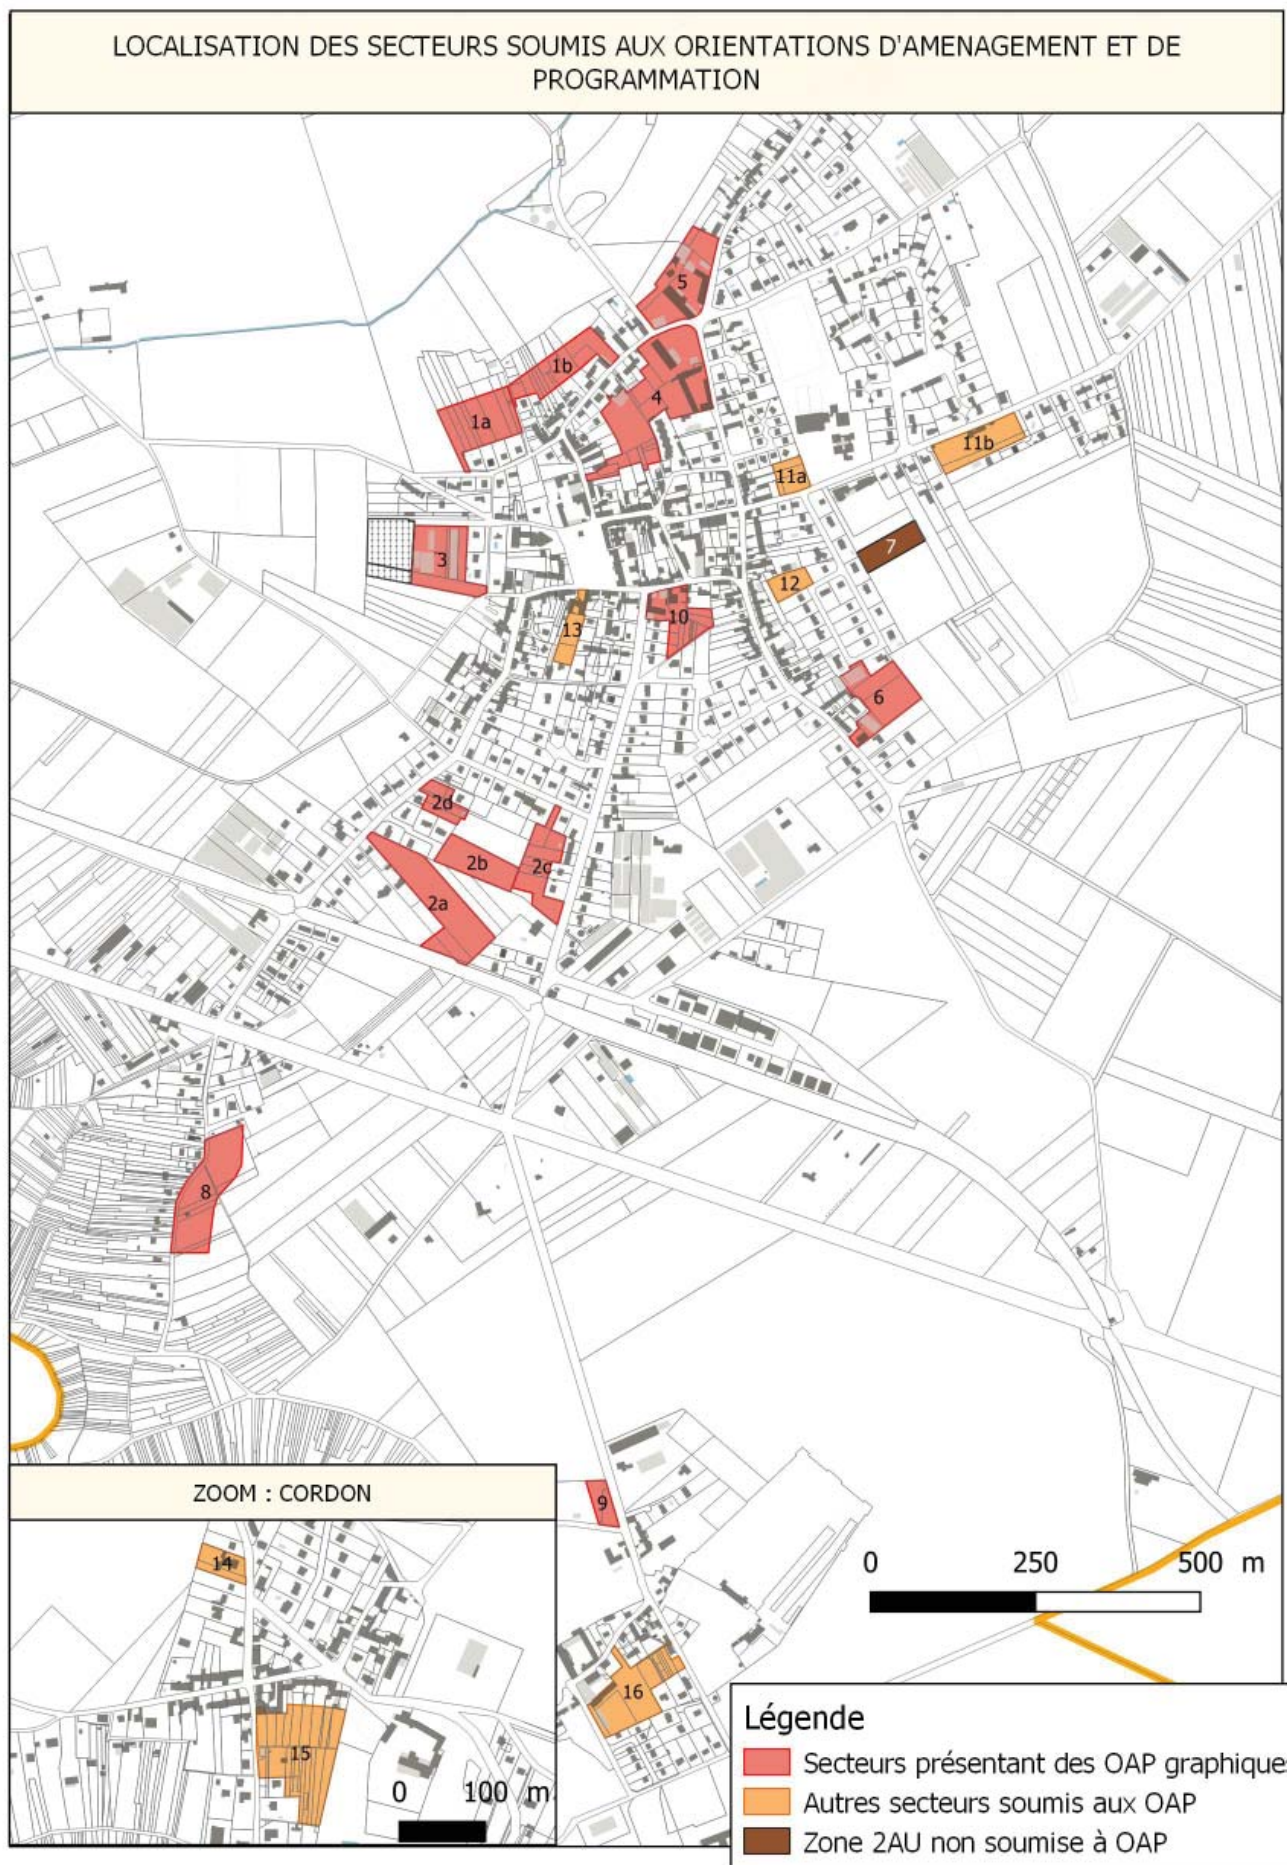 LOCALISATION DES SECTEURS SOUMIS AUX ORIENTATIONS D'AMENAGEMENT ET DE
PROGRAMMATION
5
1b
4
1a
11b
11a
3
7
12
13
10
6
2d
2b
2c
2a
8
9
ZOOM : CORDON
14
15
0 100 m
16
0 250 500 m
Légende
Secteurs présentant des OAP graphique
Autres secteurs soumis aux OAP
Zone 2AU non soumise à OAP